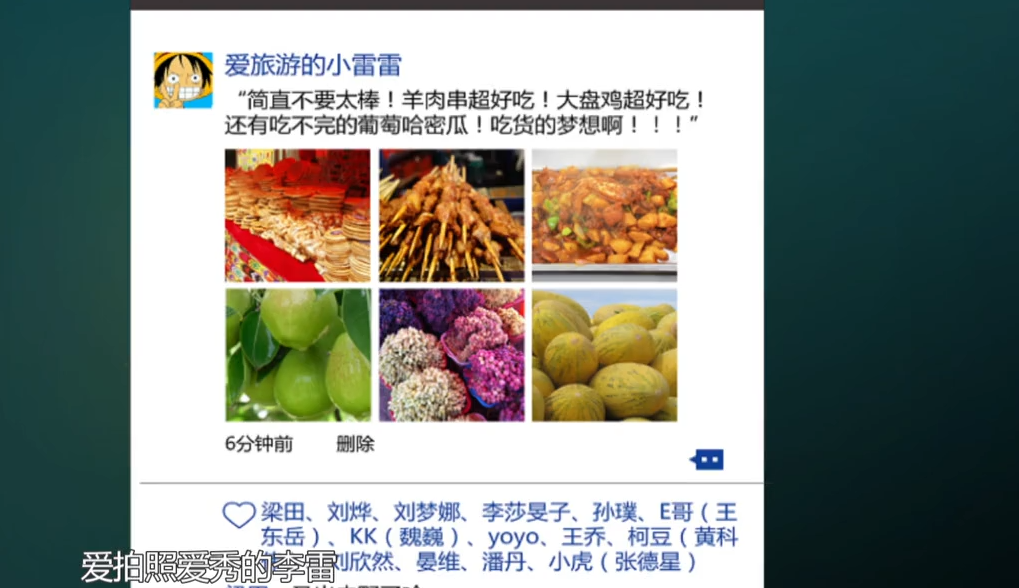 爱旅游的小雷雷
“简直不要太棒！羊肉串超好吃！大盘鸡超好吃！
还有吃不完的葡萄哈密瓜！吃货的梦想啊！！！”
6分钟前 删除
梁田、刘烨、刘梦娜、李莎旻子、孙璞、E哥（王
东岳）、KK（魏巍）、yoyo、王乔、柯豆（黄科
刘欣然、晏维、潘丹、小虎（张德星）
爱拍照爱秀的李雷